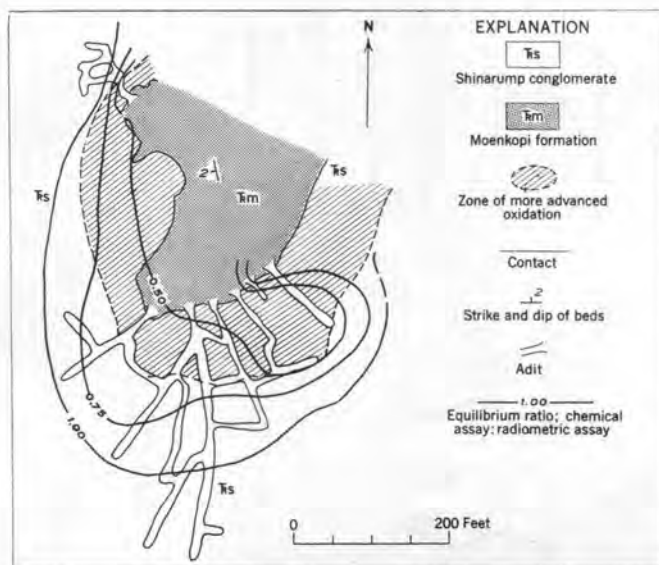 N
EXPLANATION
Ꞧs
Shinarump conglomerate
Ꞧm
Moenkopi formation
Zone of more advanced
oxidation
Contact
2
Strike and dip of beds
Adit
1.00
Equilibrium ratio; chemical
assay: radiometric assay
2
Ꞧm
Ꞧs
Ꞧs
0.50
0.75
1.00
Ꞧs
0
200 Feet